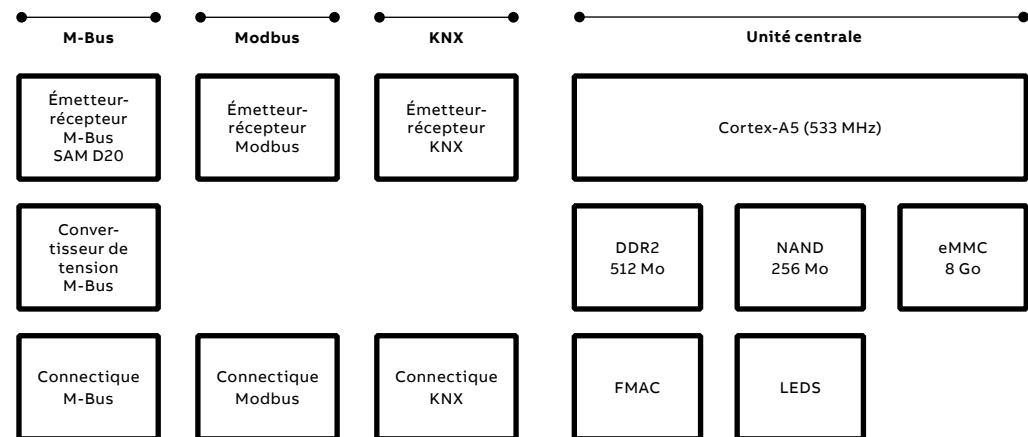 M-Bus
Modbus
KNX
Unité centrale
Émetteur-
récepteur
M-Bus
SAM D20
Émetteur-
récepteur
Modbus
Émetteur-
récepteur
KNX
Cortex-A5 (533 MHz)
Conver-
tisseur de
tension
M-Bus
DDR2
512 Mo
NAND
256 Mo
eMMC
8 Go
Connectique
M-Bus
Connectique
Modbus
Connectique
KNX
FMAC
LEDS